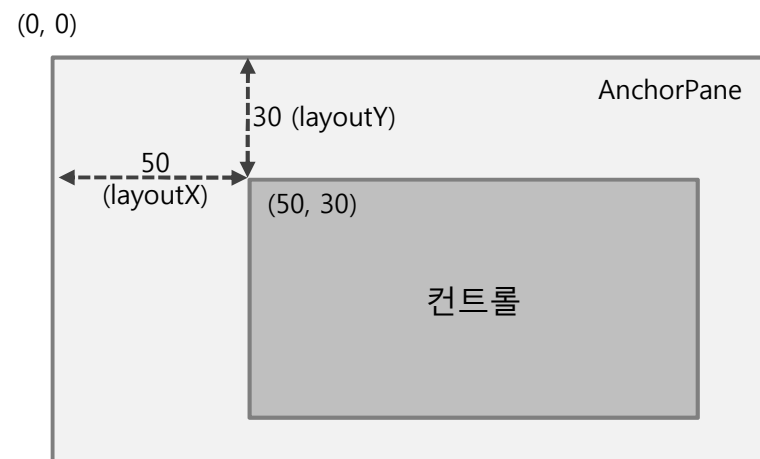 (0, 0)
AnchorPane
30 (layoutY)
50
(layoutX)
(50, 30)
컨트롤